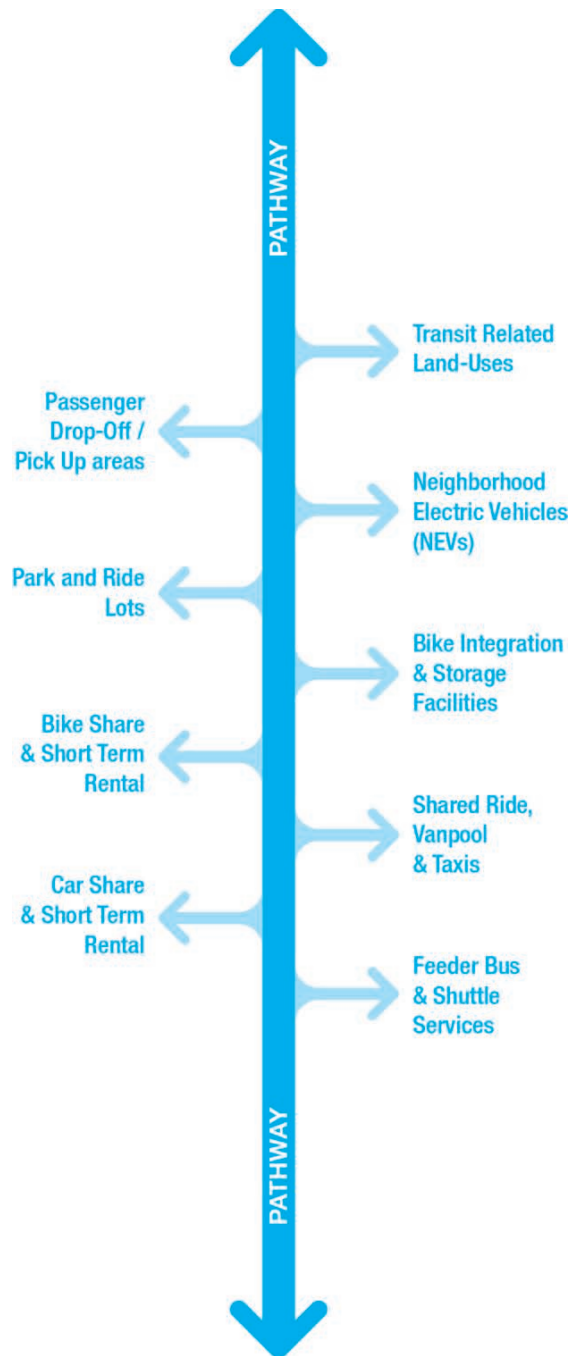 PATHWAY
Transit Related
Land-Uses
Passenger
Drop-Off /
Pick Up areas
Neighborhood
Electric Vehicles
(NEVs)
Park and Ride
Lots
Bike Integration
& Storage
Facilities
Bike Share
& Short Term
Rental
Shared Ride,
Vanpool
& Taxis
Car Share
& Short Term
Rental
Feeder Bus
& Shuttle
Services
PATHWAY